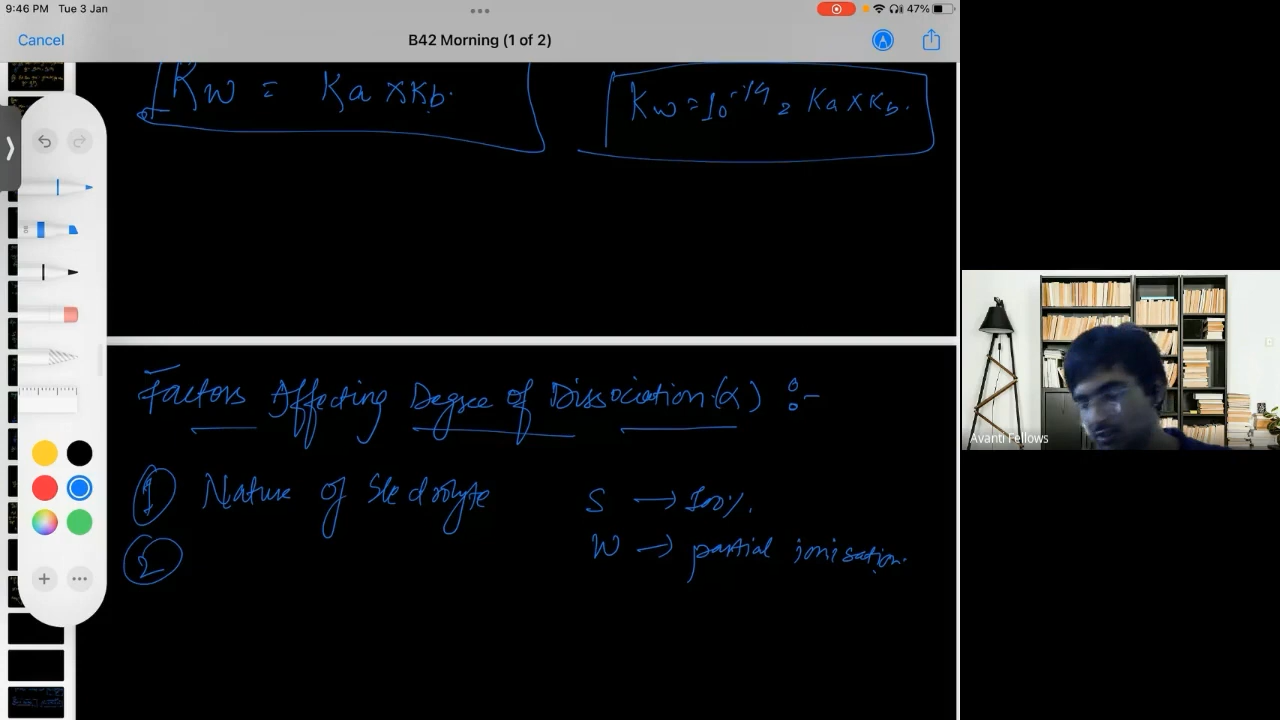 9:46 PM Tue 3 Jan
47%
Cancel
B42 Morning (1 of 2)
Kw = Ka x Kb.
Kw = 10^-14 = Ka x Kb.
Factors Affecting Degree of Dissociation (α) :-
① Nature of Electrolyte
S → 100%.
W → partial ionisation.
②
Avanti Fellows